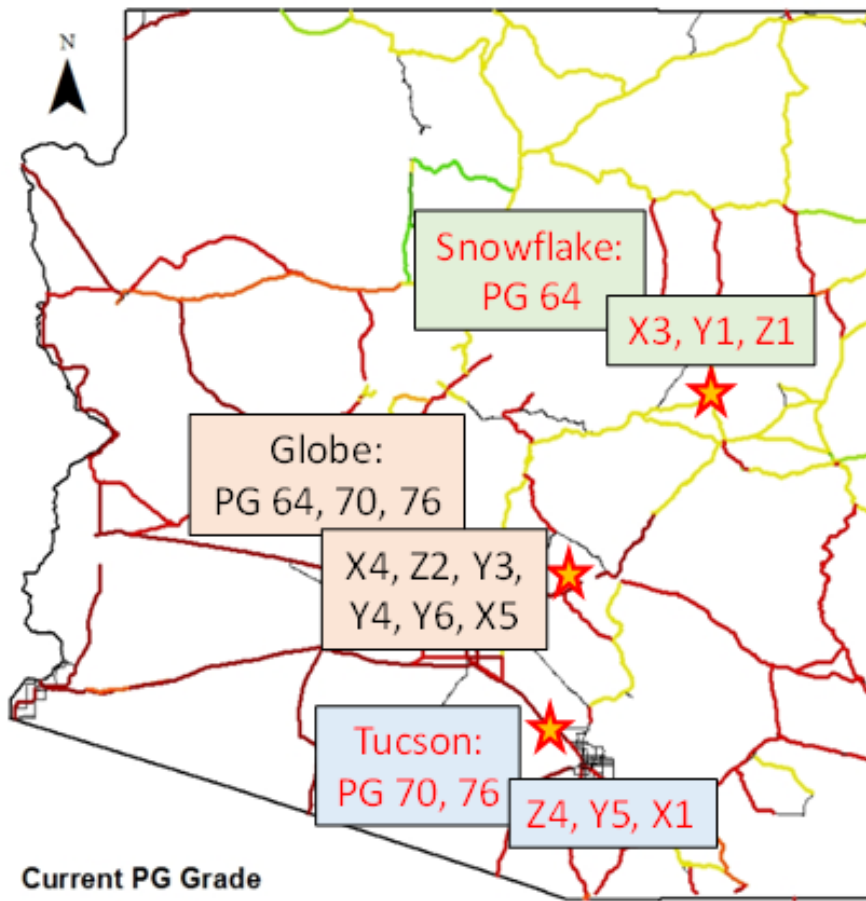 N
Snowflake:
PG 64
X3, Y1, Z1
Globe:
PG 64, 70, 76
X4, Z2, Y3,
Y4, Y6, X5
Tucson:
PG 70, 76
Z4, Y5, X1
Current PG Grade